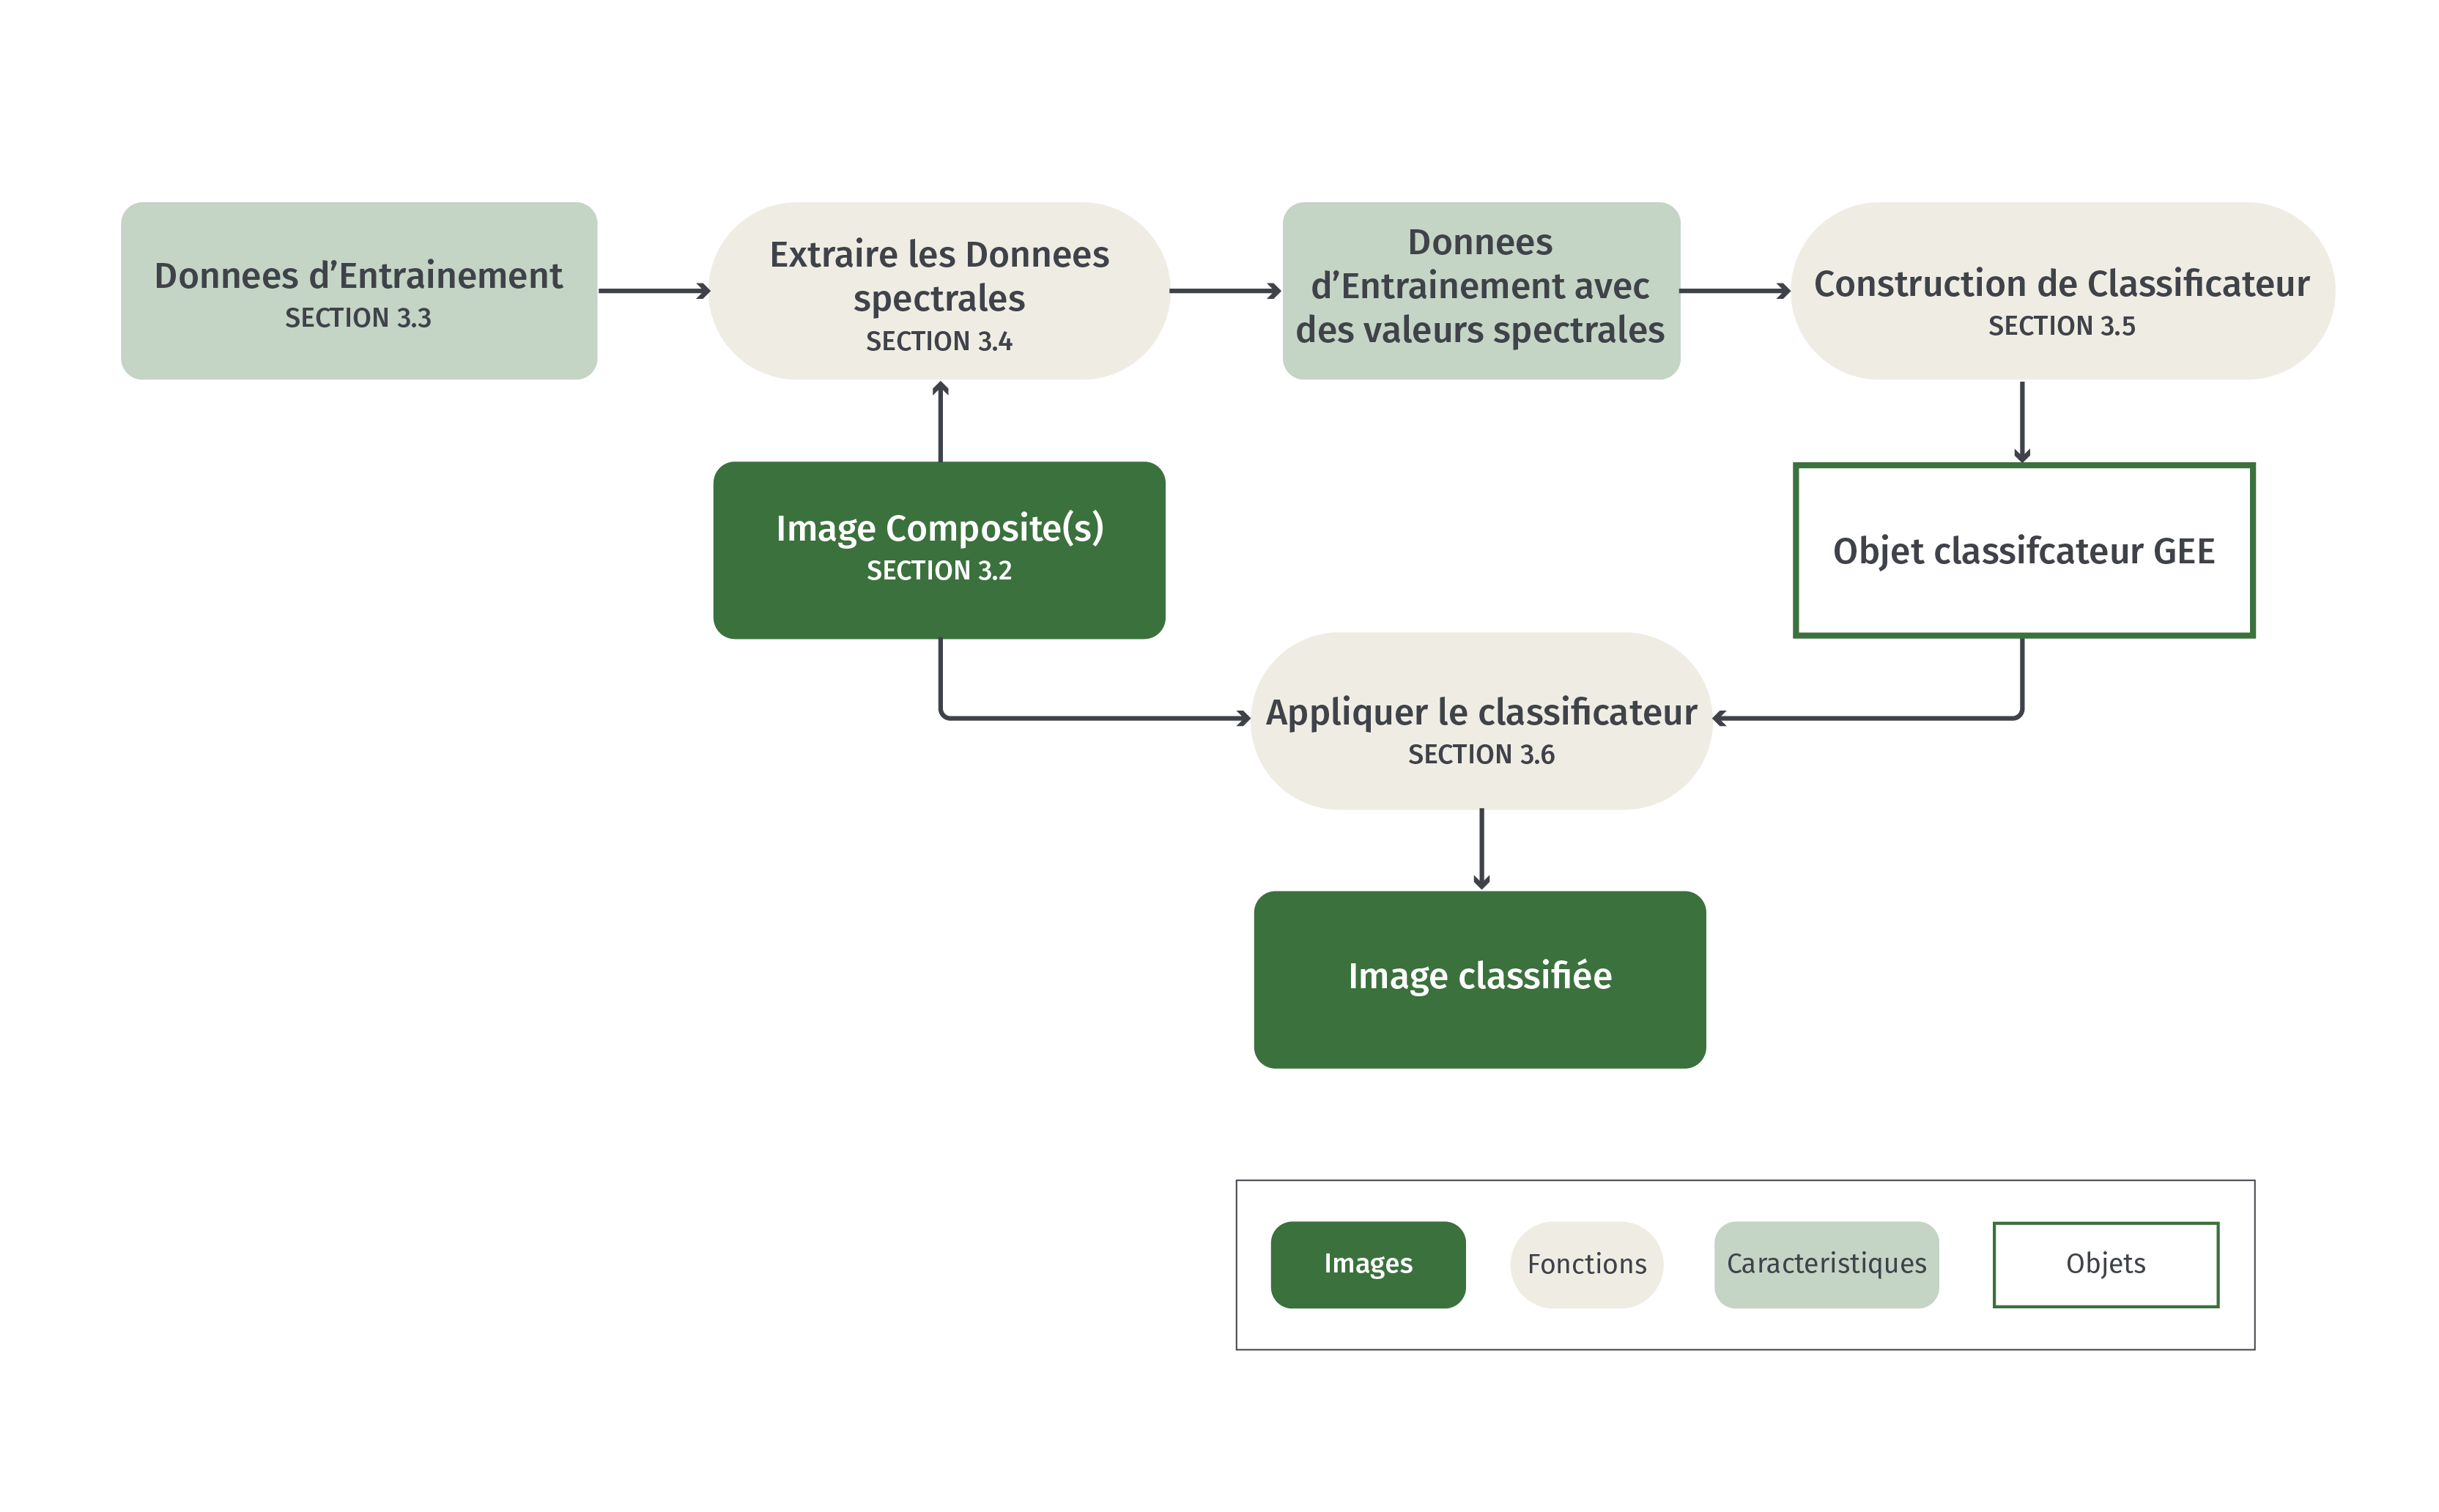 Donnees d’Entrainement
SECTION 3.3
Extraire les Donnees
spectrales
SECTION 3.4
Donnees
d’Entrainement avec
des valeurs spectrales
Construction de Classificateur
SECTION 3.5
Image Composite(s)
SECTION 3.2
Objet classifcateur GEE
Appliquer le classificateur
SECTION 3.6
Image classifiée
Images
Fonctions
Caracteristiques
Objets